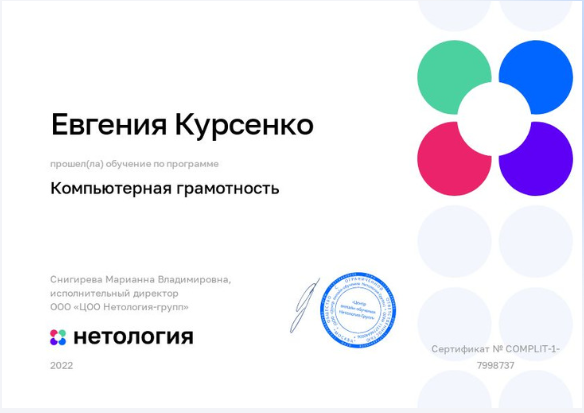 Евгения Курсенко
прошел(ла) обучение по программе
Компьютерная грамотность
Снигирева Марианна Владимировна,
исполнительный директор
ООО «ЦОО Нетология-групп»
нетология
2022
«Центр
онлайн-обучения
Нетология-групп»
Сертификат № COMPLIT-1-
7998737